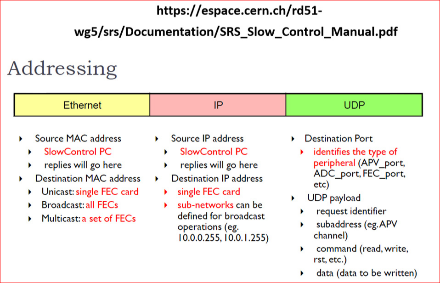 https://espace.cern.ch/rd51-
wg5/srs/Documentation/SRS_Slow_Control_Manual.pdf
Addressing
Ethernet
IP
UDP
Source MAC address
SlowControl PC
replies will go here
Destination MAC address
Unicast: single FEC card
Broadcast: all FECs
Multicast: a set of FECs
Source IP address
SlowControl PC
replies will go here
Destination IP address
single FEC card
sub-networks can be
defined for broadcast
operations (eg.
10.0.0.255, 10.0.1.255)
Destination Port
identifies the type of
peripheral (APV_port,
ADC_port, FEC_port,
etc)
UDP payload
request identifier
subaddress (eg. APV
channel)
command (read, write,
rst, etc.)
data (data to be written)